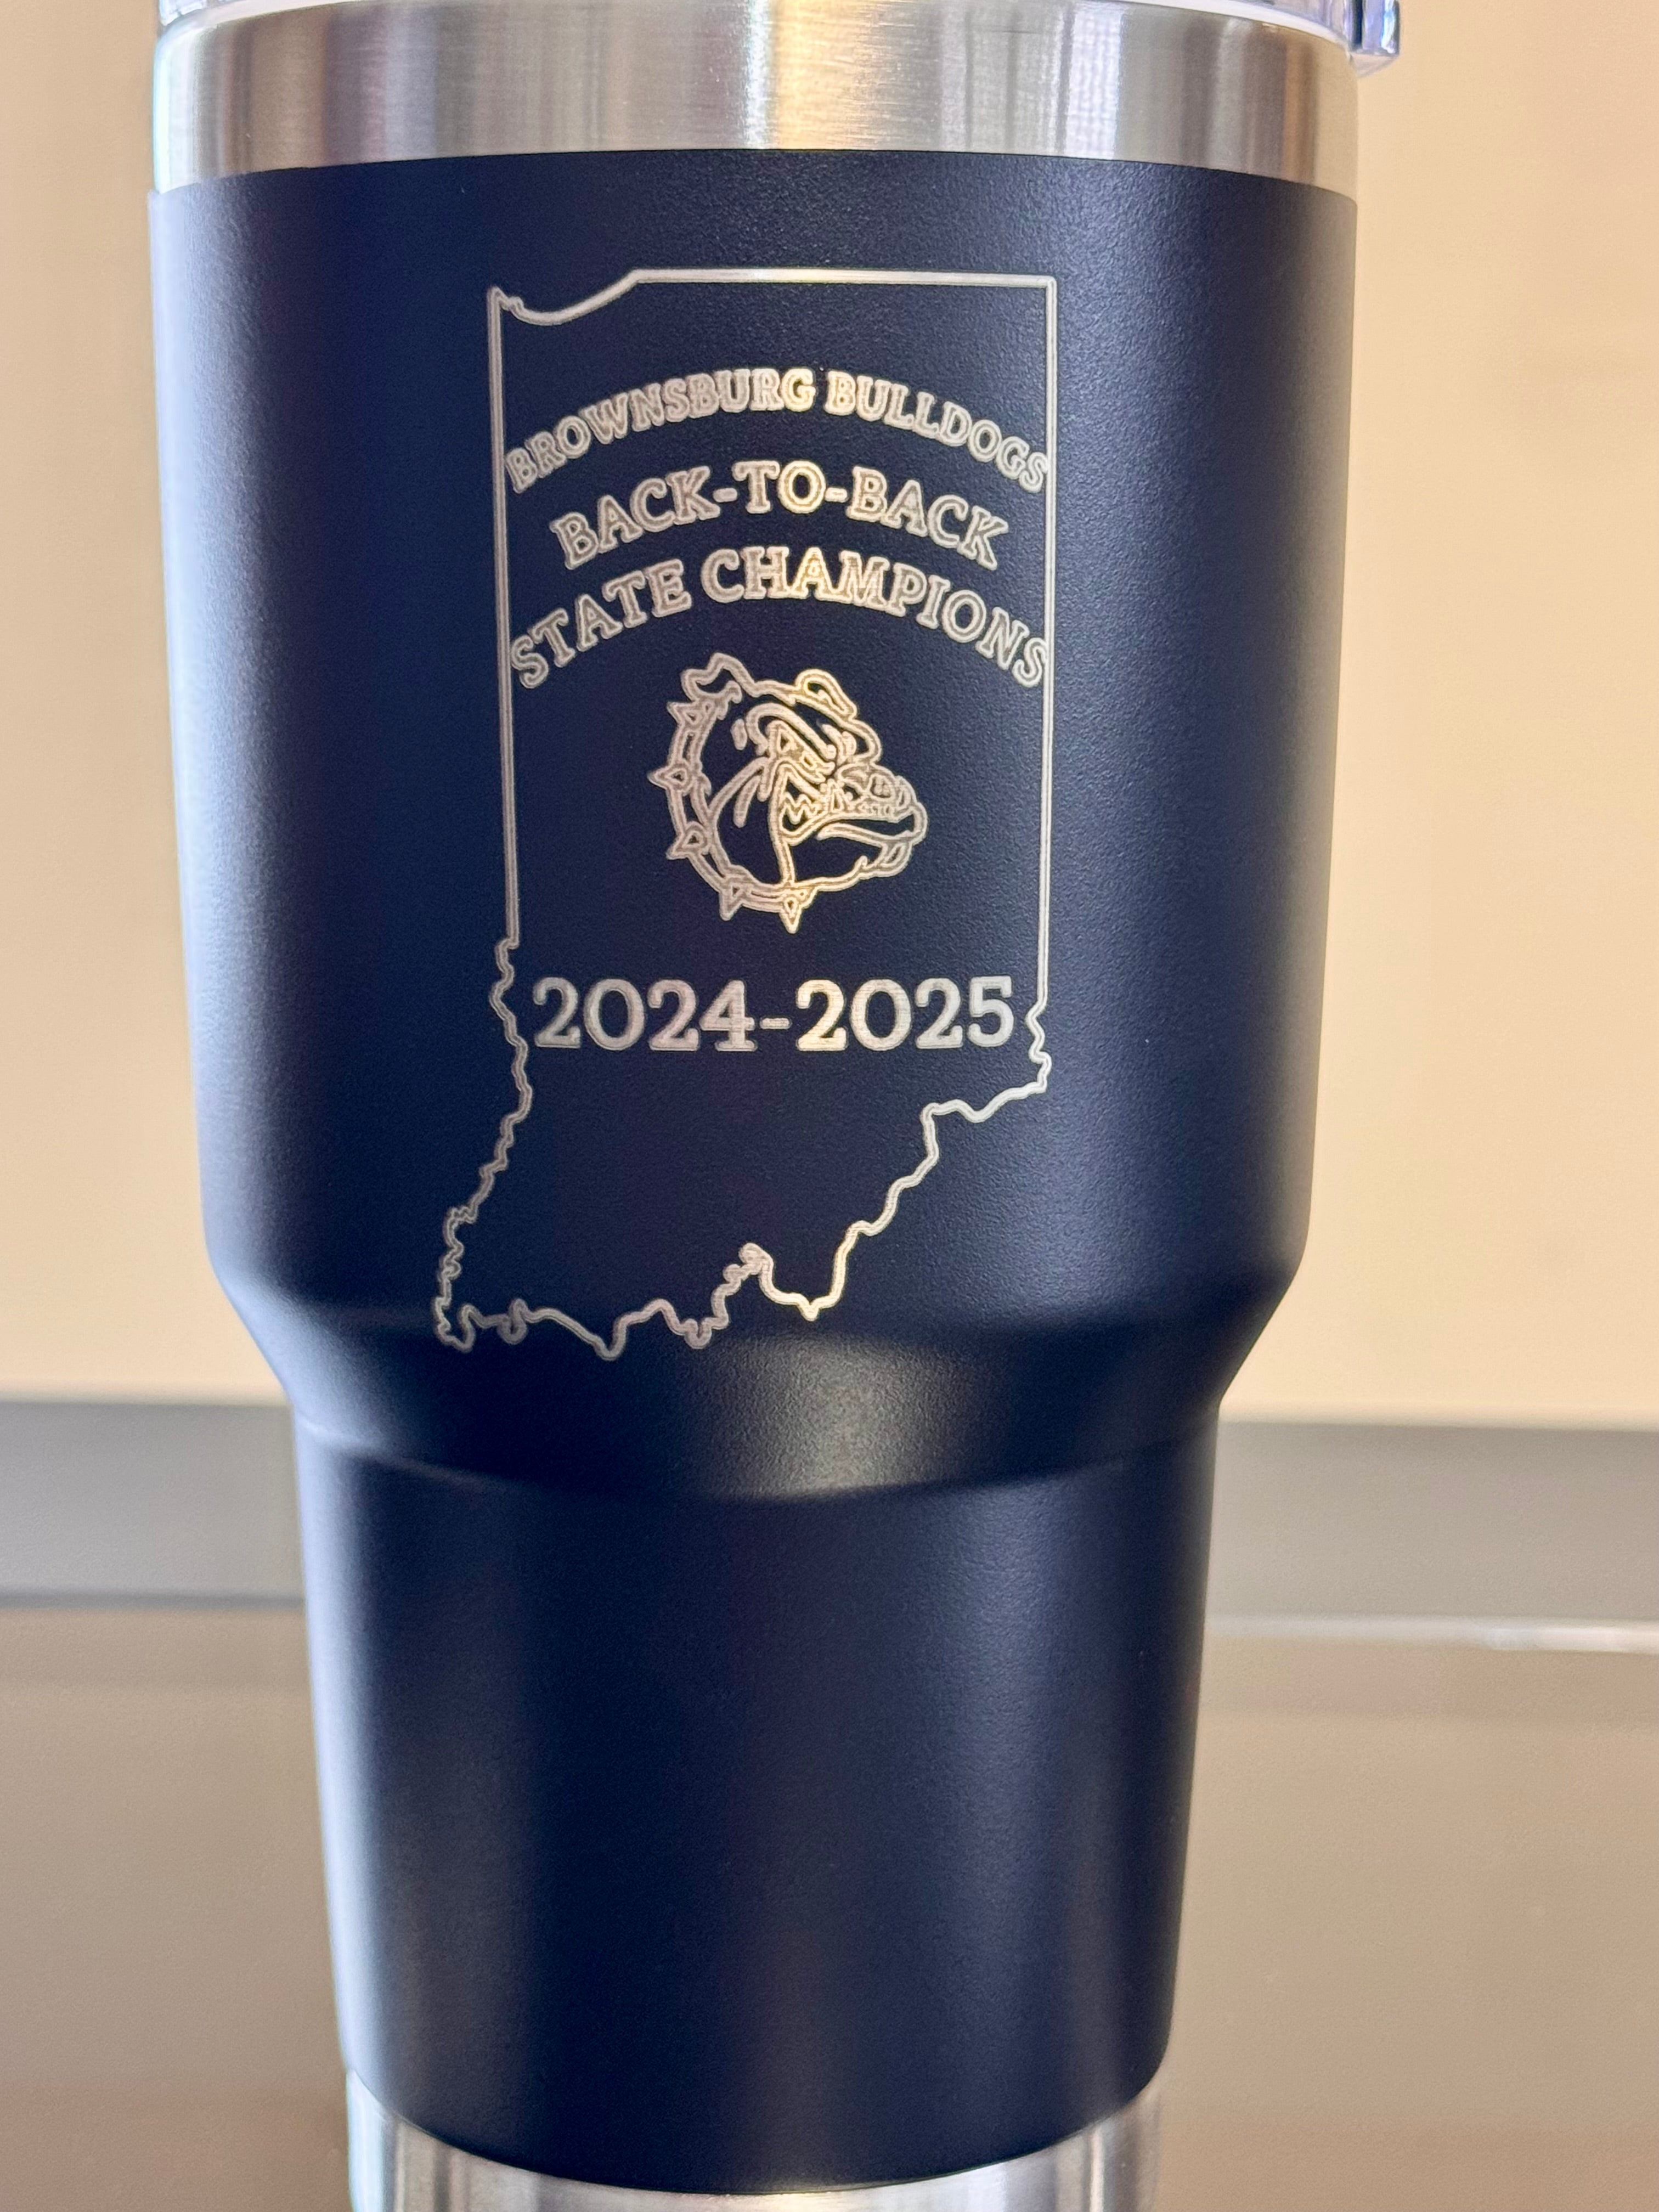 BROWNSBURG BULLDOGS
BACK-TO-BACK
STATE CHAMPIONS
2024-2025